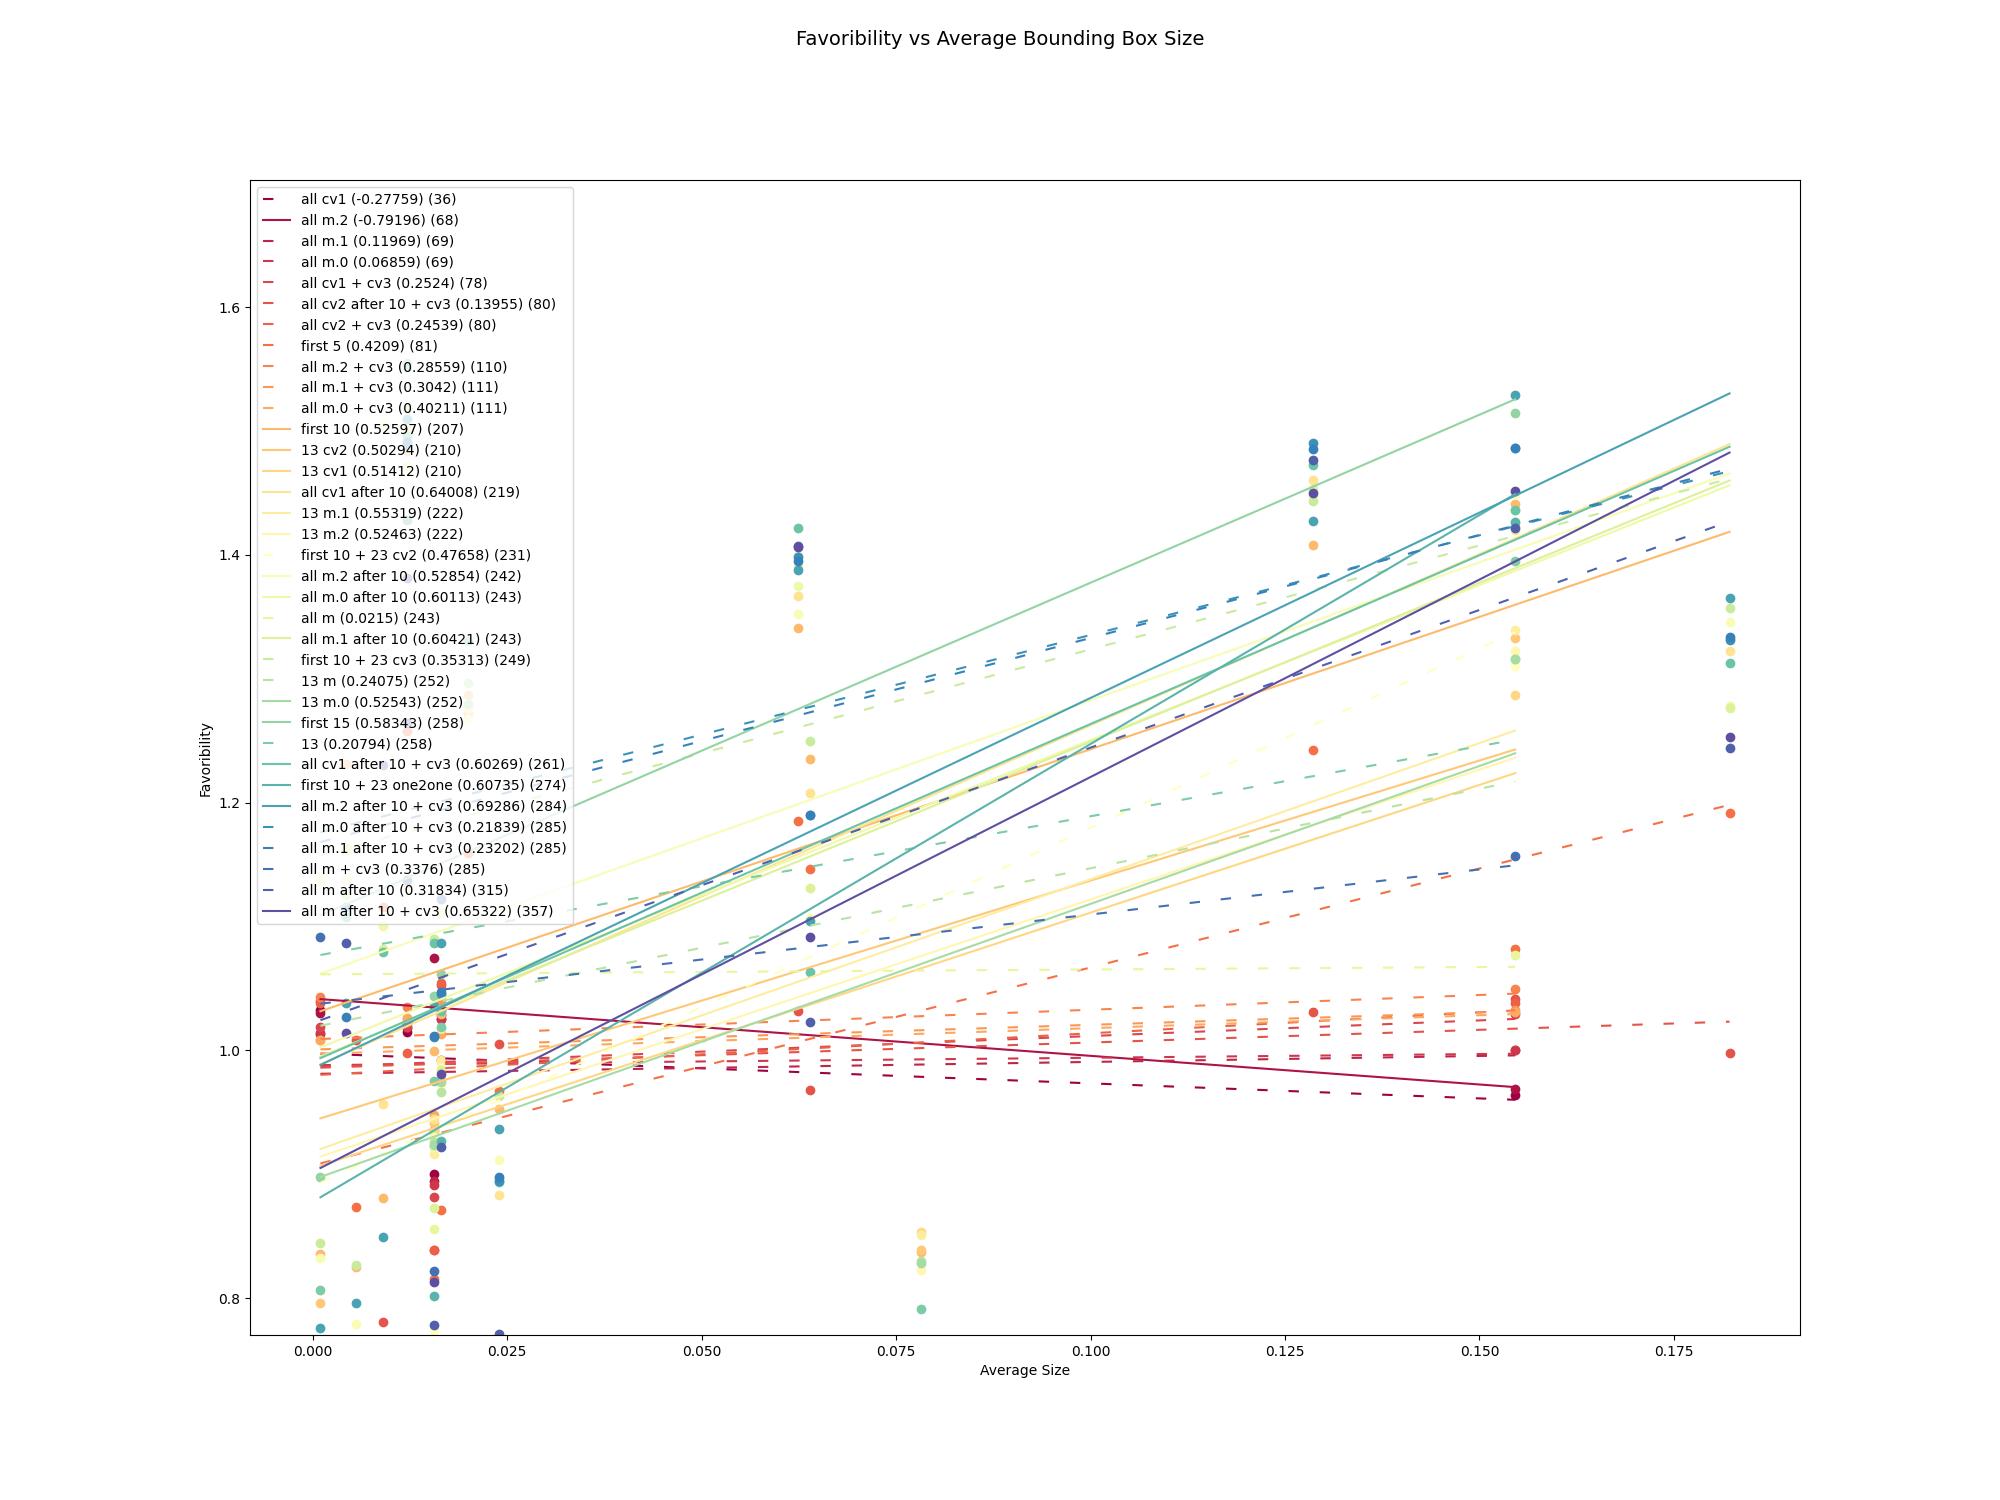 Favoribility vs Average Bounding Box Size
all cv1 (-0.27759) (36)
all m.2 (-0.79196) (68)
all m.1 (0.11969) (69)
all m.0 (0.06859) (69)
all cv1 + cv3 (0.2524) (78)
all cv2 after 10 + cv3 (0.13955) (80)
all cv2 + cv3 (0.24539) (80)
first 5 (0.4209) (81)
all m.2 + cv3 (0.28559) (110)
all m.1 + cv3 (0.3042) (111)
all m.0 + cv3 (0.40211) (111)
first 10 (0.52597) (207)
13 cv2 (0.50294) (210)
13 cv1 (0.51412) (210)
all cv1 after 10 (0.64008) (219)
13 m.1 (0.55319) (222)
13 m.2 (0.52463) (222)
first 10 + 23 cv2 (0.47658) (231)
all m.2 after 10 (0.52854) (242)
all m.0 after 10 (0.60113) (243)
all m (0.0215) (243)
all m.1 after 10 (0.60421) (243)
first 10 + 23 cv3 (0.35313) (249)
13 m (0.24075) (252)
13 m.0 (0.52543) (252)
first 15 (0.58343) (258)
13 (0.20794) (258)
all cv1 after 10 + cv3 (0.60269) (261)
first 10 + 23 one2one (0.60735) (274)
all m.2 after 10 + cv3 (0.69286) (284)
all m.0 after 10 + cv3 (0.21839) (285)
all m.1 after 10 + cv3 (0.23202) (285)
all m + cv3 (0.3376) (285)
all m after 10 (0.31834) (315)
all m after 10 + cv3 (0.65322) (357)
Favoribility
1.6
1.4
1.2
1.0
0.8
0.000 0.025 0.050 0.075 0.100 0.125 0.150 0.175
Average Size